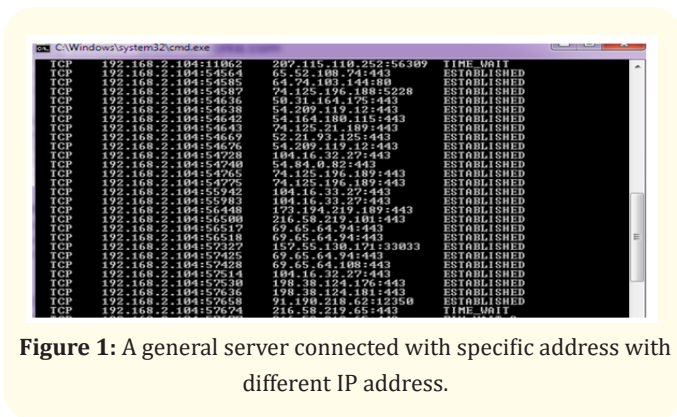 C:\Windows\system32\cmd.exe
TCP 192.168.2.104:11062 207.115.110.252:56309 TIME_WAIT
TCP 192.168.2.104:54564 65.52.108.74:443 ESTABLISHED
TCP 192.168.2.104:54585 64.74.103.144:80 ESTABLISHED
TCP 192.168.2.104:54587 74.125.196.188:5228 ESTABLISHED
TCP 192.168.2.104:54636 50.31.164.175:443 ESTABLISHED
TCP 192.168.2.104:54638 54.209.119.12:443 ESTABLISHED
TCP 192.168.2.104:54642 54.164.180.115:443 ESTABLISHED
TCP 192.168.2.104:54643 74.125.21.189:443 ESTABLISHED
TCP 192.168.2.104:54669 52.21.93.125:443 ESTABLISHED
TCP 192.168.2.104:54676 54.209.119.12:443 ESTABLISHED
TCP 192.168.2.104:54728 104.16.32.27:443 ESTABLISHED
TCP 192.168.2.104:54740 54.84.0.82:443 ESTABLISHED
TCP 192.168.2.104:54765 74.125.196.189:443 ESTABLISHED
TCP 192.168.2.104:54775 74.125.196.189:443 ESTABLISHED
TCP 192.168.2.104:55942 104.16.33.27:443 ESTABLISHED
TCP 192.168.2.104:55983 104.16.33.27:443 ESTABLISHED
TCP 192.168.2.104:56448 173.194.219.189:443 ESTABLISHED
TCP 192.168.2.104:56500 216.58.219.101:443 ESTABLISHED
TCP 192.168.2.104:56517 69.65.64.94:443 ESTABLISHED
TCP 192.168.2.104:56518 69.65.64.94:443 ESTABLISHED
TCP 192.168.2.104:57327 157.55.130.171:33033 ESTABLISHED
TCP 192.168.2.104:57425 69.65.64.94:443 ESTABLISHED
TCP 192.168.2.104:57428 69.65.64.108:443 ESTABLISHED
TCP 192.168.2.104:57514 104.16.32.27:443 ESTABLISHED
TCP 192.168.2.104:57530 198.38.124.176:443 ESTABLISHED
TCP 192.168.2.104:57636 198.38.124.181:443 ESTABLISHED
TCP 192.168.2.104:57658 91.190.218.62:12350 ESTABLISHED
TCP 192.168.2.104:57674 216.58.219.65:443 TIME_WAIT
Figure 1: A general server connected with specific address with
different IP address.